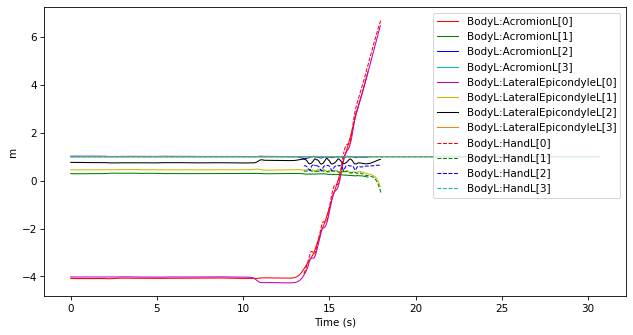 6
4
2
0
−2
−4
m
0
5
10
15
20
25
30
Time (s)
BodyL:AcromionL[0]
BodyL:AcromionL[1]
BodyL:AcromionL[2]
BodyL:AcromionL[3]
BodyL:LateralEpicondyleL[0]
BodyL:LateralEpicondyleL[1]
BodyL:LateralEpicondyleL[2]
BodyL:LateralEpicondyleL[3]
BodyL:HandL[0]
BodyL:HandL[1]
BodyL:HandL[2]
BodyL:HandL[3]